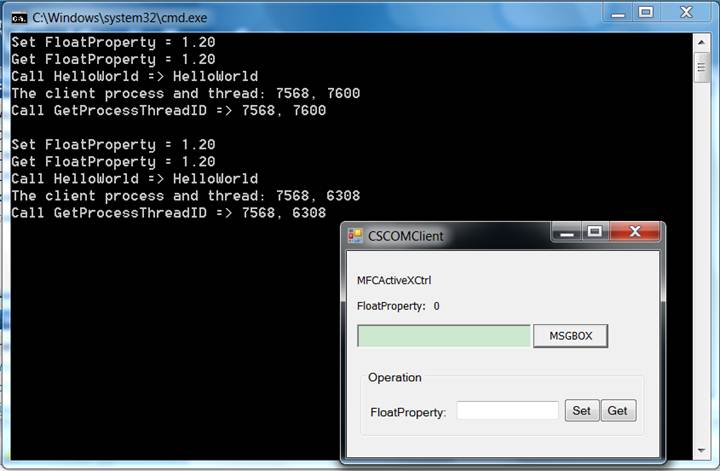 C:\Windows\system32\cmd.exe
Set FloatProperty = 1.20
Get FloatProperty = 1.20
Call HelloWorld => HelloWorld
The client process and thread: 7568, 7600
Call GetProcessThreadID => 7568, 7600
Set FloatProperty = 1.20
Get FloatProperty = 1.20
Call HelloWorld => HelloWorld
The client process and thread: 7568, 6308
Call GetProcessThreadID => 7568, 6308
CSCOMClient
MFCActiveXCtrl
FloatProperty: 0
MSGBOX
Operation
FloatProperty: Set Get